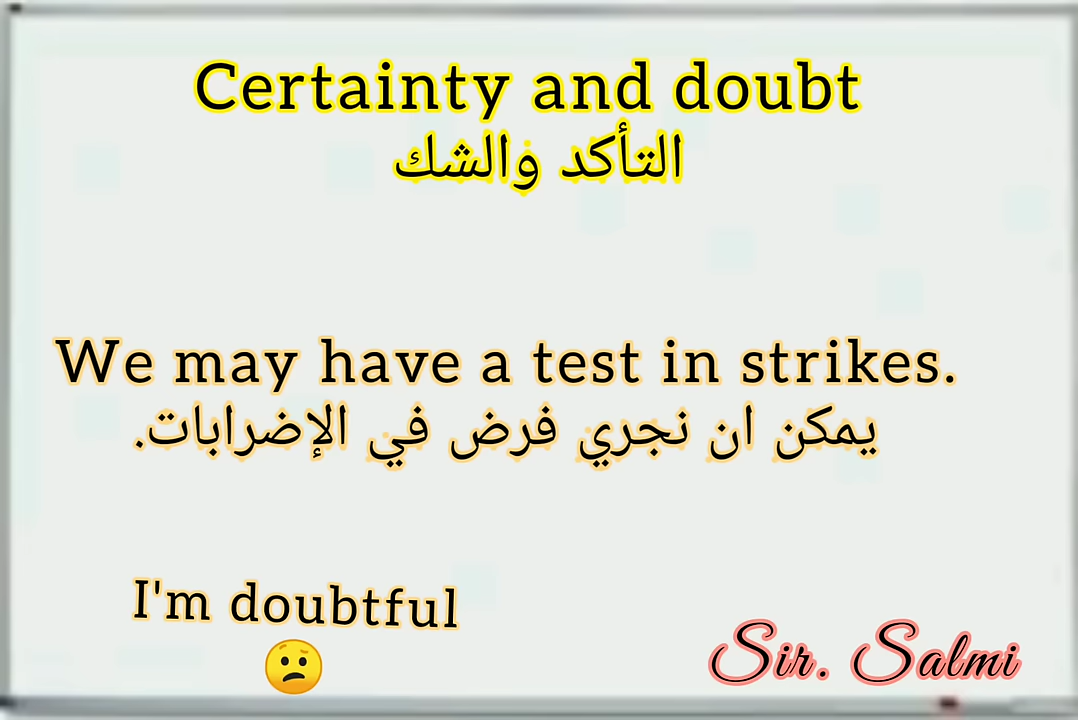 Certainty and doubt
التأكد والشك
We may have a test in strikes.
يمكن ان نجري فرض في الإضرابات.
I'm doubtful
Sir. Salmi